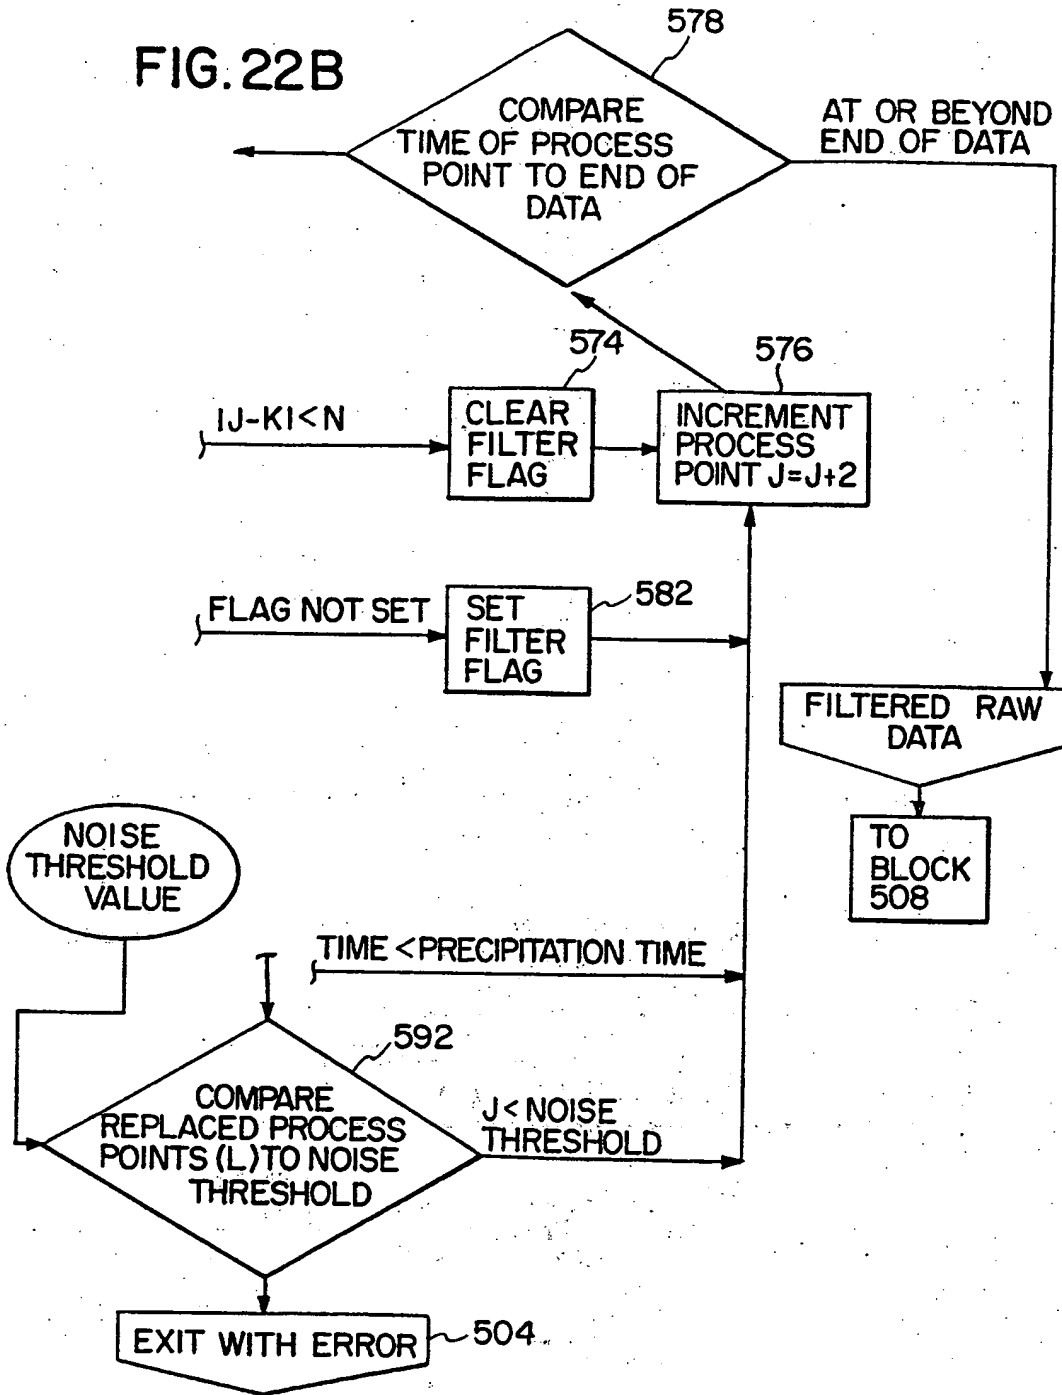 FIG. 22B
578
COMPARE
TIME OF PROCESS
POINT TO END OF
DATA
AT OR BEYOND
END OF DATA
574
576
IJ-KI<N
CLEAR
FILTER
FLAG
INCREMENT
PROCESS
POINT J=J+2
FLAG NOT SET
SET
FILTER
FLAG
582
FILTERED RAW
DATA
TO
BLOCK
508
NOISE
THRESHOLD
VALUE
TIME <PRECIPITATION TIME
592
COMPARE
REPLACED PROCESS
POINTS (L) TO NOISE
THRESHOLD
J< NOISE
THRESHOLD
EXIT WITH ERROR
504